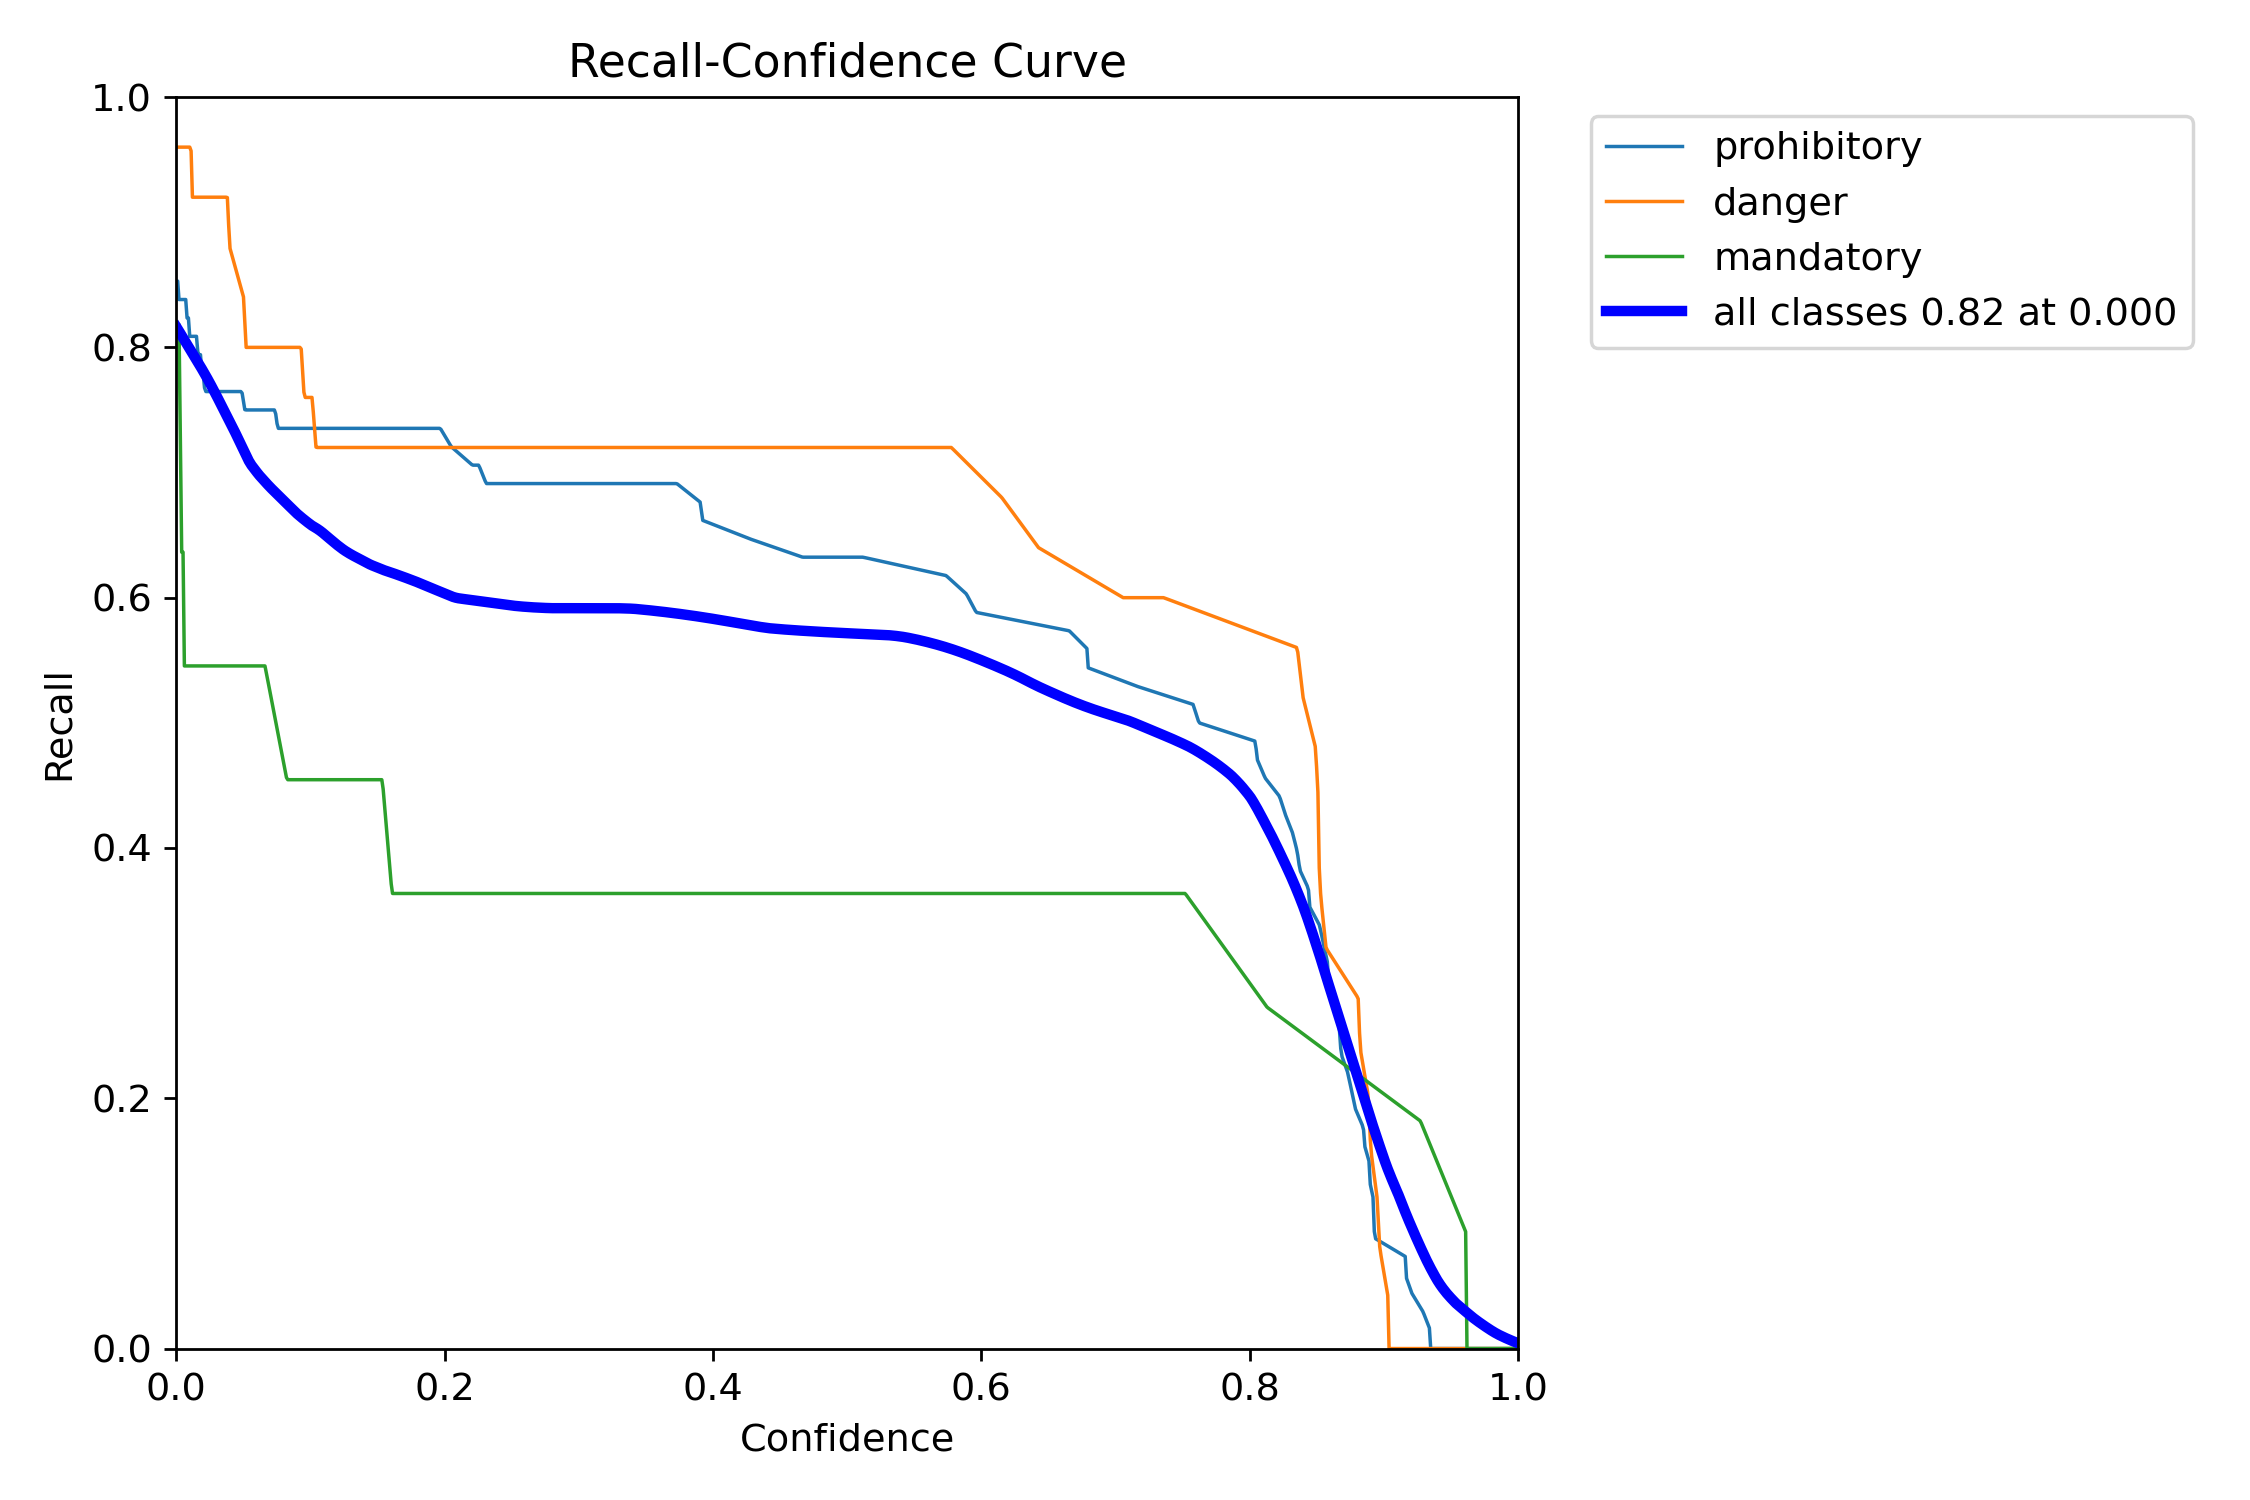 Recall-Confidence Curve
1.0
0.8
0.6
0.4
0.2
0.0
Recall
0.0 0.2 0.4 0.6 0.8 1.0
Confidence
prohibitory
danger
mandatory
all classes 0.82 at 0.000